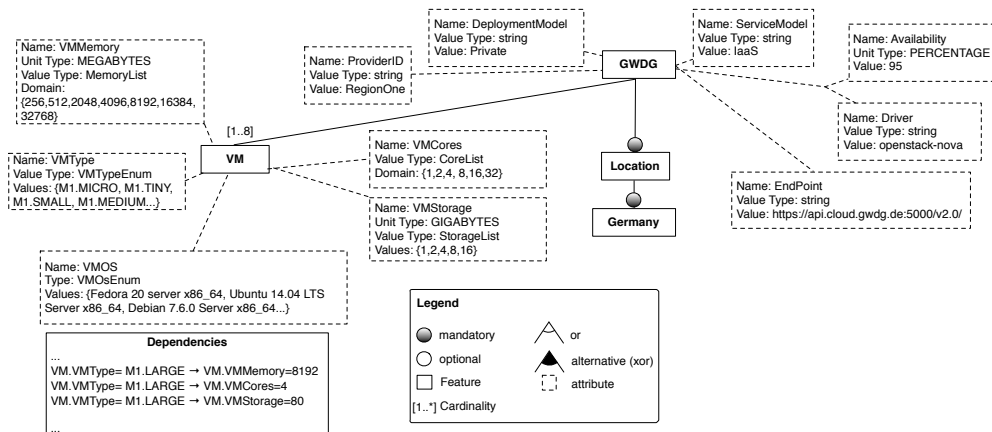 Name: DeploymentModel
Value Type: string
Value: Private
Name: ServiceModel
Value Type: string
Value: IaaS
Name: Availability
Unit Type: PERCENTAGE
Value: 95
Name: VMMemory
Unit Type: MEGABYTES
Value Type: MemoryList
Domain:
{256,512,2048,4096,8192,16384,
32768}
Name: ProviderID
Value Type: string
Value: RegionOne
GWDG
Name: Driver
Value Type: string
Value: openstack-nova
[1..8]
VM
Name: VMCores
Value Type: CoreList
Domain: {1,2,4, 8,16,32}
Location
Name: VMType
Value Type: VMTypeEnum
Values: {M1.MICRO, M1.TINY,
M1.SMALL, M1.MEDIUM...}
Name: EndPoint
Value Type: string
Value: https://api.cloud.gwdg.de:5000/v2.0/
Name: VMStorage
Unit Type: GIGABYTES
Value Type: StorageList
Values: {1,2,4,8,16}
Germany
Name: VMOS
Type: VMOsEnum
Values: {Fedora 20 server x86_64, Ubuntu 14.04 LTS
Server x86_64, Debian 7.6.0 Server x86_64...}
Legend
mandatory
or
optional
alternative (xor)
Feature
attribute
[1..*] Cardinality
Dependencies
...
VM.VMType= M1.LARGE → VM.VMMemory=8192
VM.VMType= M1.LARGE → VM.VMCores=4
VM.VMType= M1.LARGE → VM.VMStorage=80
...